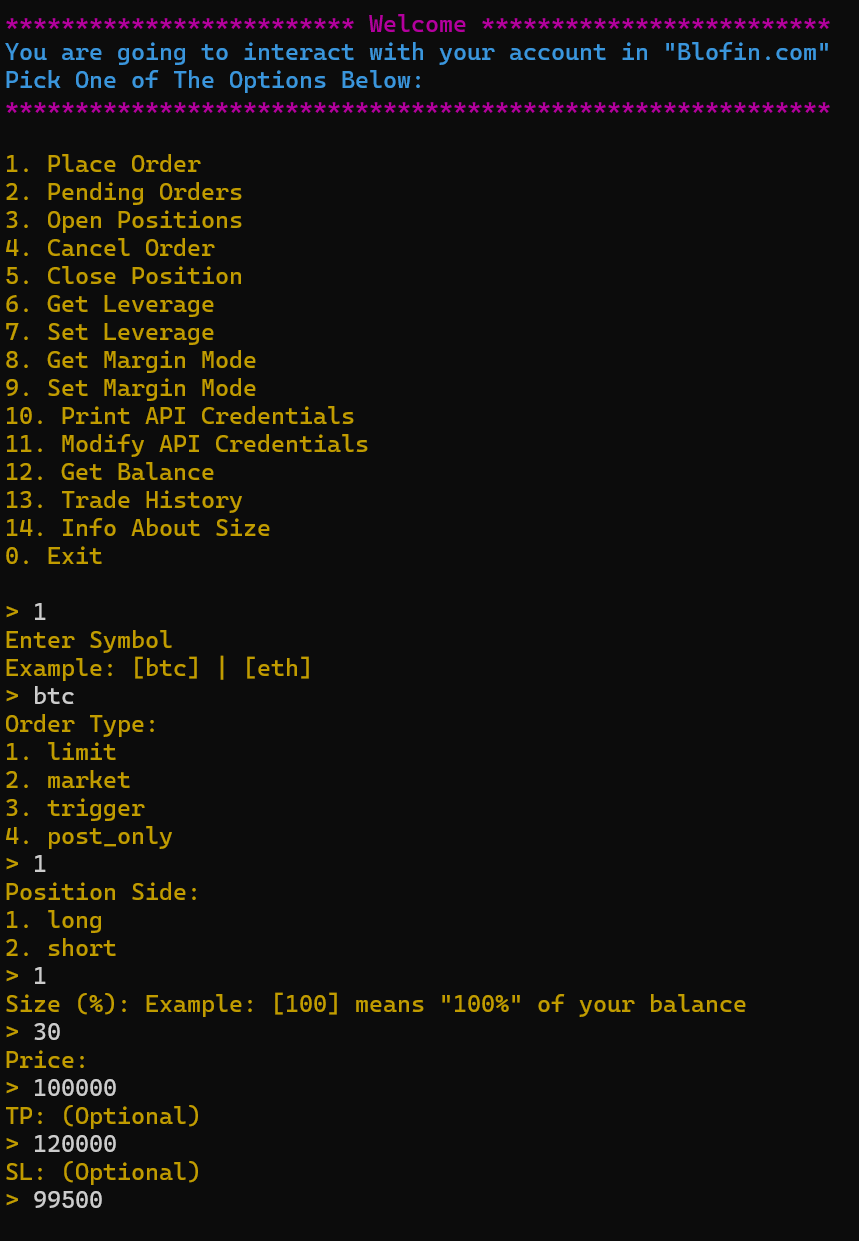 ************************* Welcome *************************
You are going to interact with your account in "Blofin.com"
Pick One of The Options Below:
***********************************************************
1. Place Order
2. Pending Orders
3. Open Positions
4. Cancel Order
5. Close Position
6. Get Leverage
7. Set Leverage
8. Get Margin Mode
9. Set Margin Mode
10. Print API Credentials
11. Modify API Credentials
12. Get Balance
13. Trade History
14. Info About Size
0. Exit
> 1
Enter Symbol
Example: [btc] | [eth]
> btc
Order Type:
1. limit
2. market
3. trigger
4. post_only
> 1
Position Side:
1. long
2. short
> 1
Size (%): Example: [100] means "100%" of your balance
> 30
Price:
> 100000
TP: (Optional)
> 120000
SL: (Optional)
> 99500